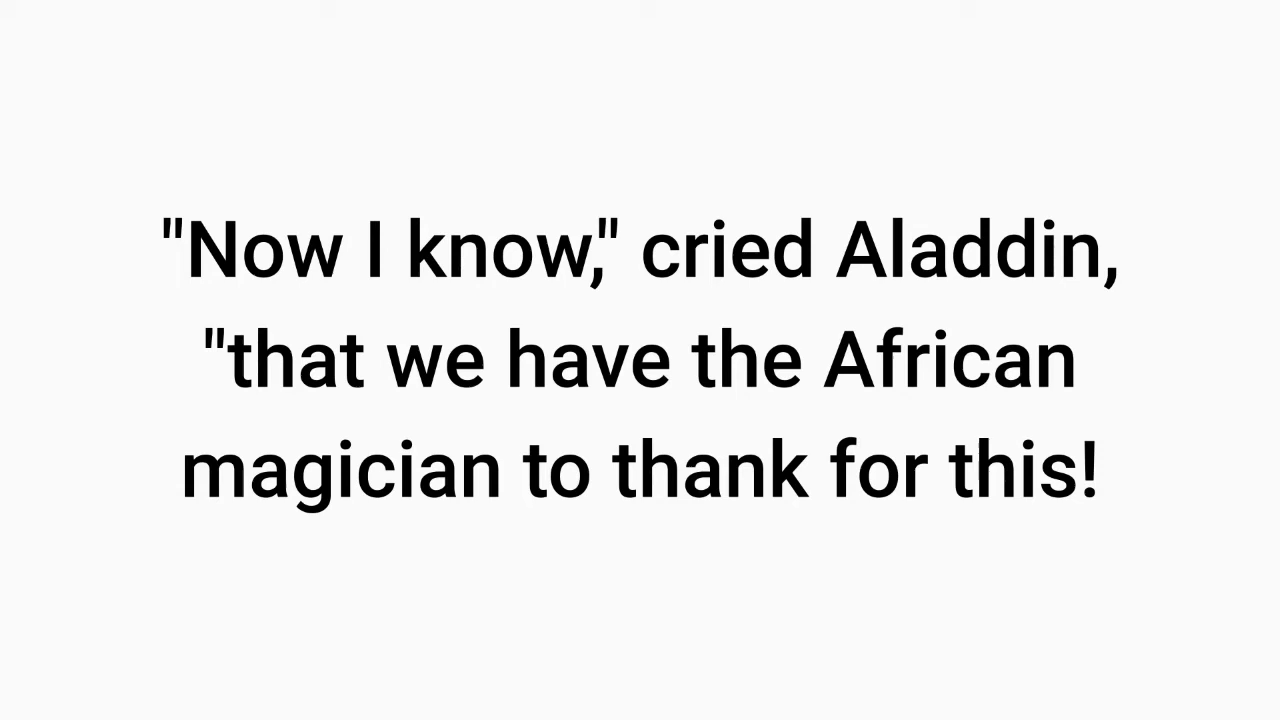 "Now I know," cried Aladdin,
"that we have the African
magician to thank for this!